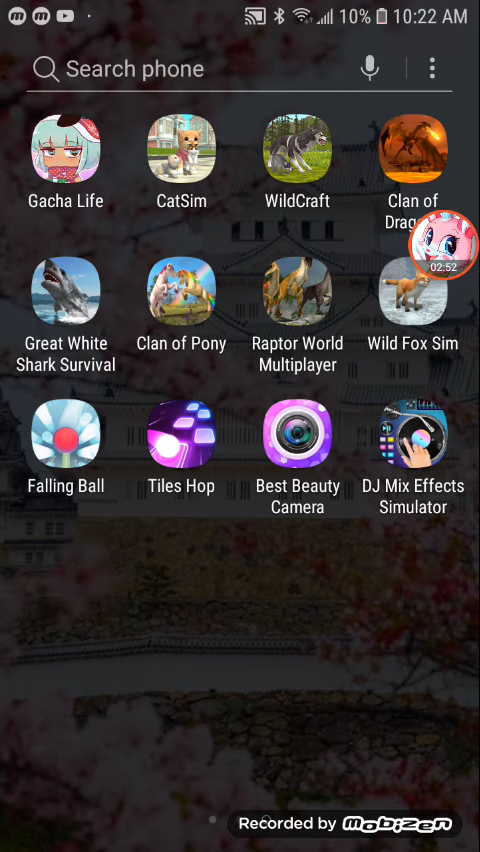 10% 10:22 AM
Search phone
Gacha Life
CatSim
WildCraft
Clan of
02:52
Great White
Shark Survival
Clan of Pony
Raptor World
Multiplayer
Wild Fox Sim
Falling Ball
Tiles Hop
Best Beauty
Camera
DJ Mix Effects
Simulator
Recorded by Mobizen